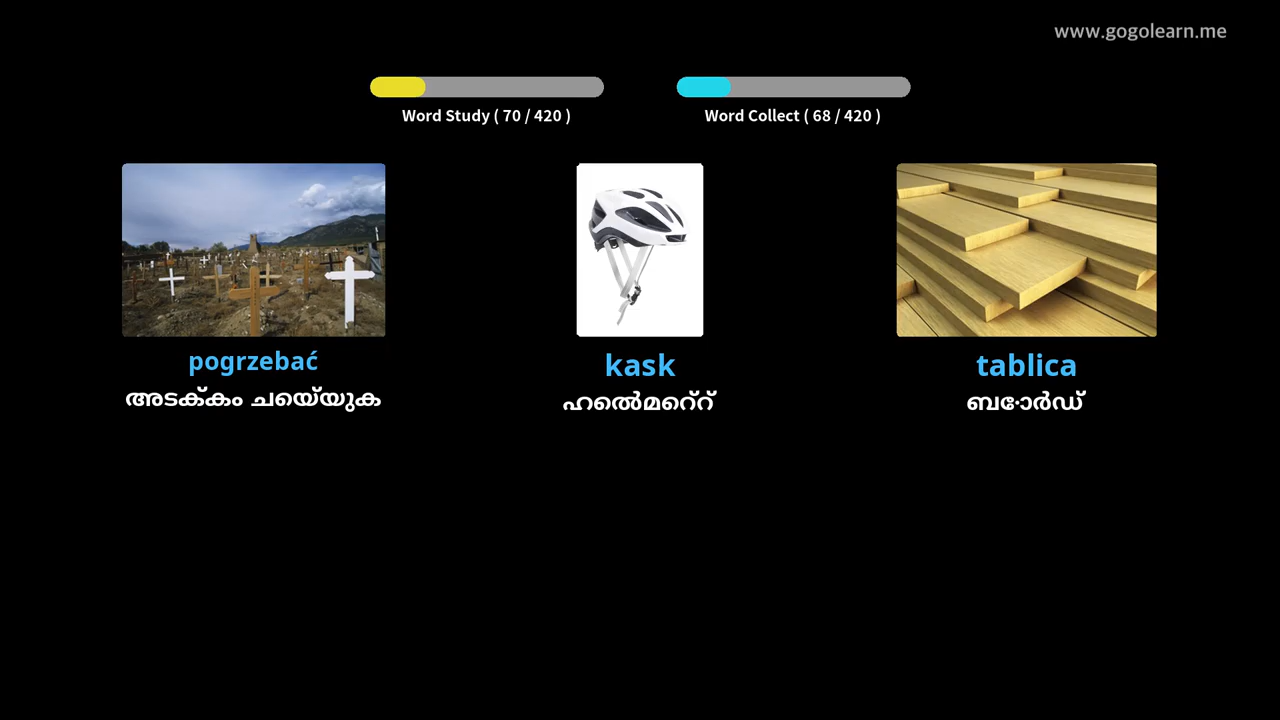 www.gogolearn.me
Word Study ( 70 / 420 )
Word Collect ( 68 / 420 )
pogrzebać
kask
tablica
അടക്കം ചെയ്യുക
ഹെൽമെറ്റ്
ബോർഡ്